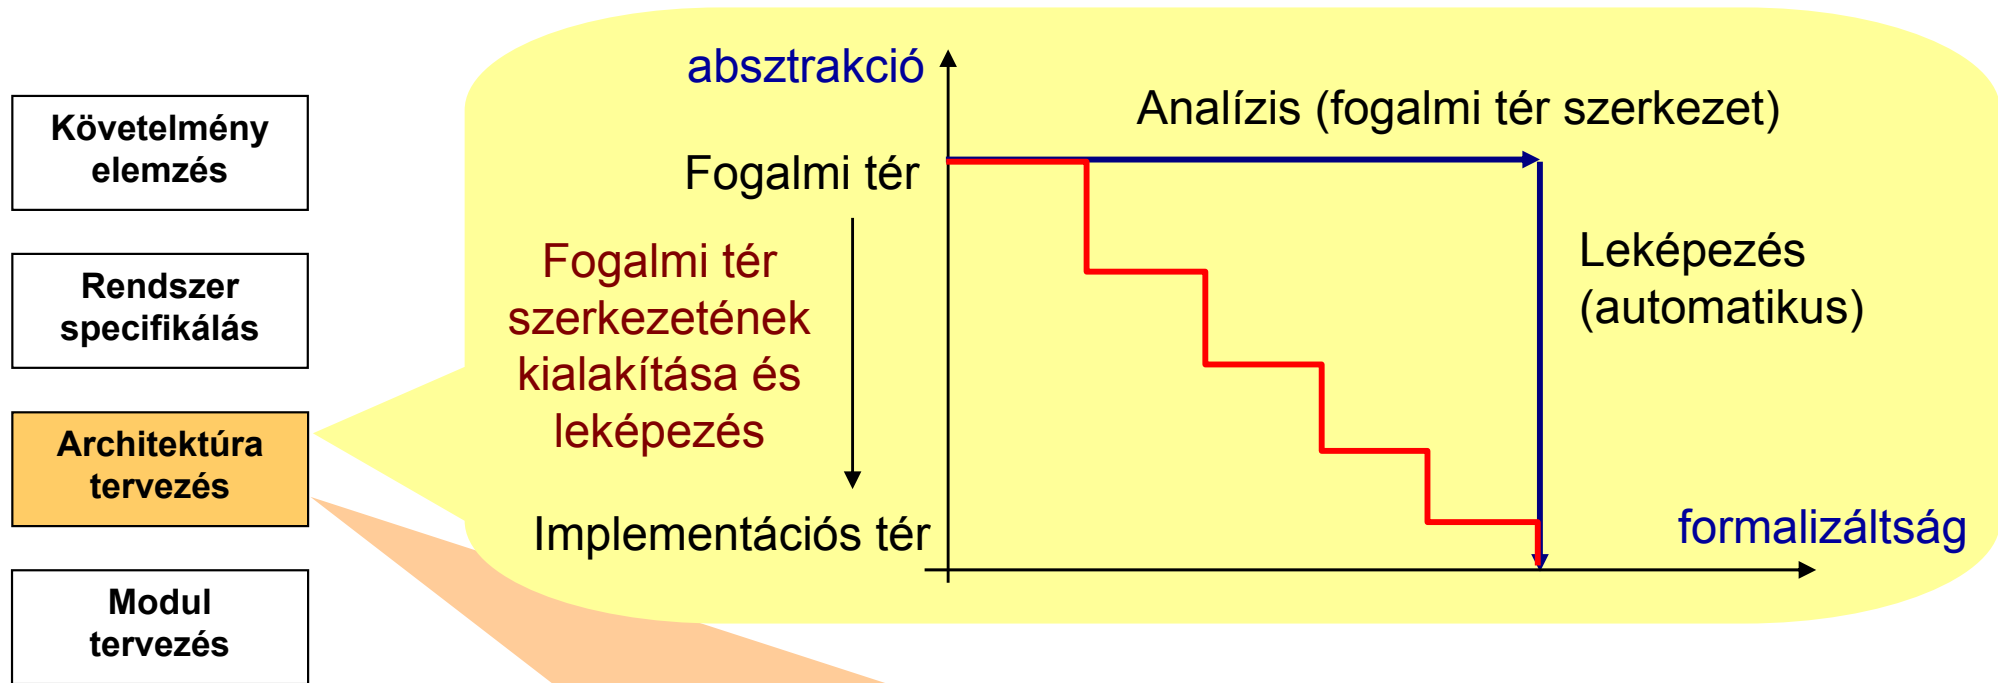 Követelmény
elemzés
Rendszer
specifikálás
Architektúra
tervezés
Modul
tervezés
absztrakció
Analízis (fogalmi tér szerkezet)
Fogalmi tér
Fogalmi tér
szerkezetének
kialakítása és
leképezés
Leképezés
(automatikus)
Implementációs tér
formalizáltság